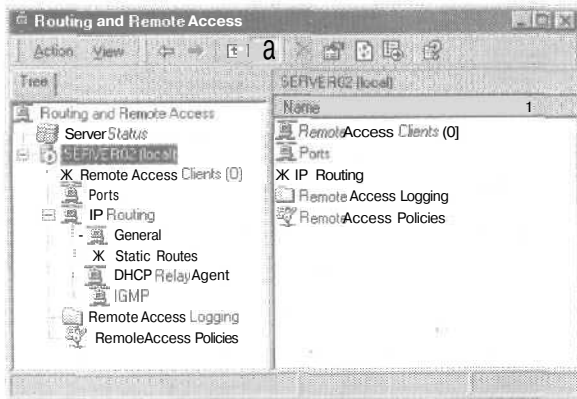 Routing and Remote Access
Action View a
Tree
SERVER02 (local)
Routing and Remote Access
Server Status
SERVER02 (local)
Ж Remote Access Clients (0)
Ports
IP Routing
General
Ж Static Routes
DHCP RelayAgent
IGMP
Remote Access Logging
RemoleAccess Policies
Name 1
RemoteAccess Clients (0]
Ports
Ж IP Routing
Remote Access Logging
RemoteAccess Policies